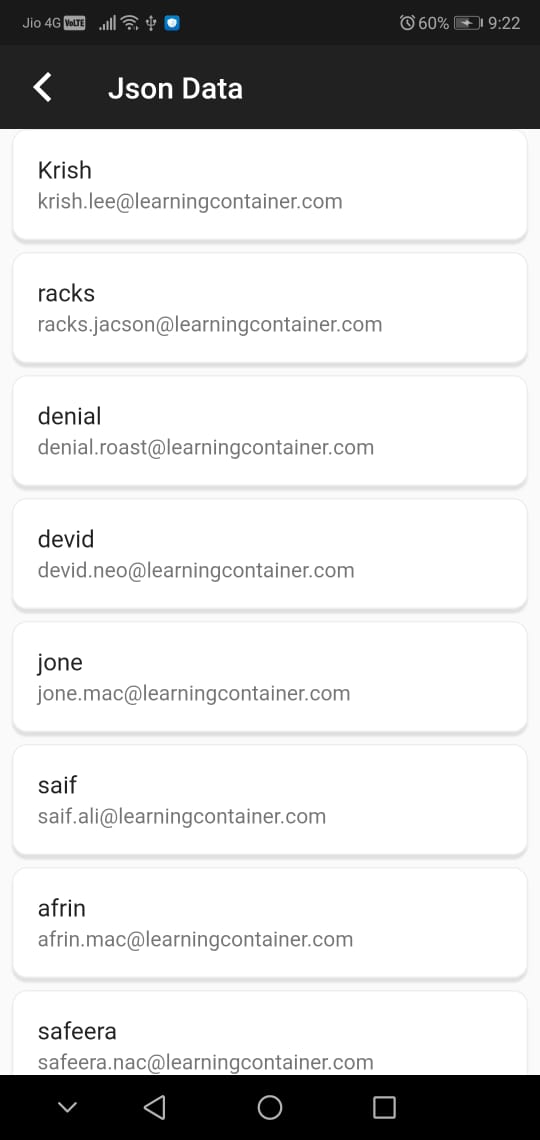 Jio 4G VoLTE 60% 9:22
Json Data
Krish
krish.lee@learningcontainer.com
racks
racks.jacson@learningcontainer.com
denial
denial.roast@learningcontainer.com
devid
devid.neo@learningcontainer.com
jone
jone.mac@learningcontainer.com
saif
saif.ali@learningcontainer.com
afrin
afrin.mac@learningcontainer.com
safeera
safeera.nac@learningcontainer.com